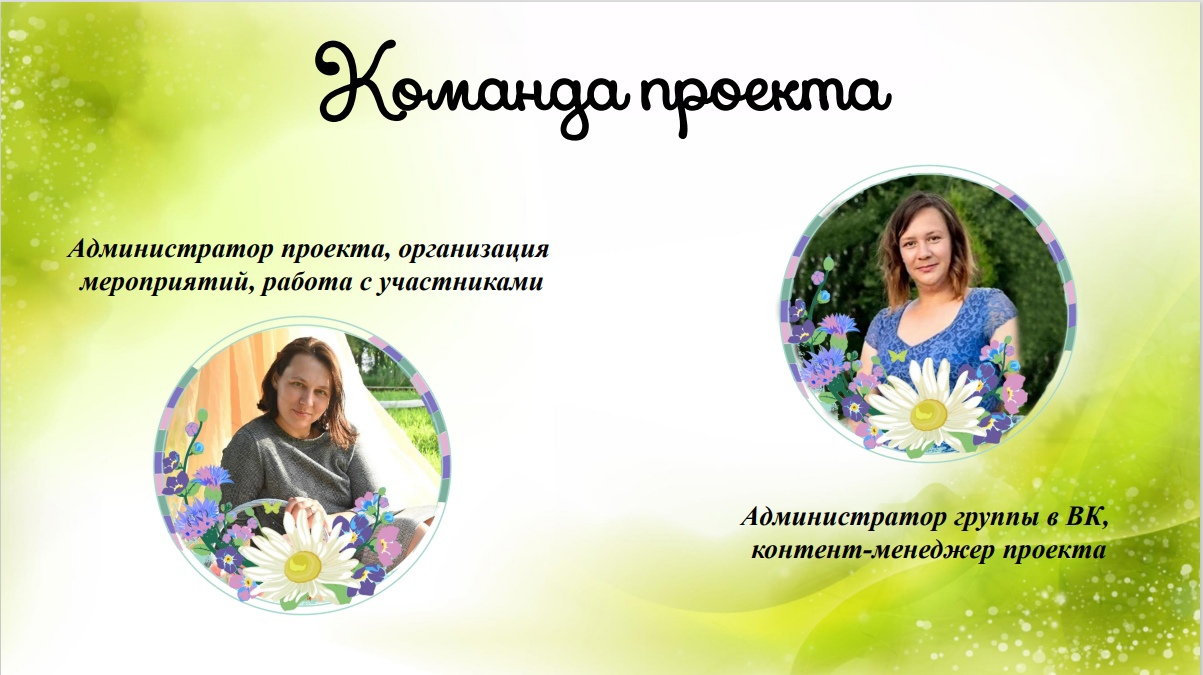 Команда проекта
Администратор проекта, организация
мероприятий, работа с участниками
Администратор группы в ВК,
контент-менеджер проекта